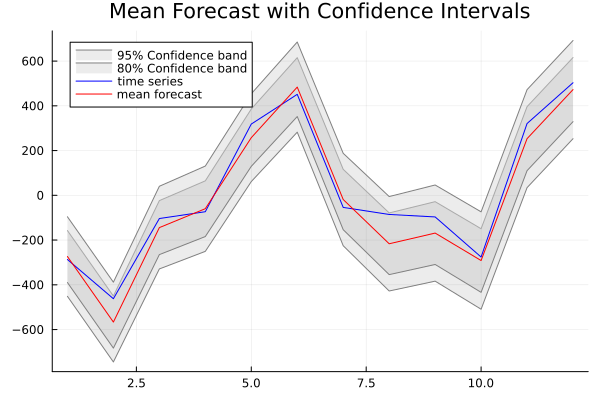 Mean Forecast with Confidence Intervals
95% Confidence band
80% Confidence band
time series
mean forecast
600
400
200
0
−200
−400
−600
2.5 5.0 7.5 10.0